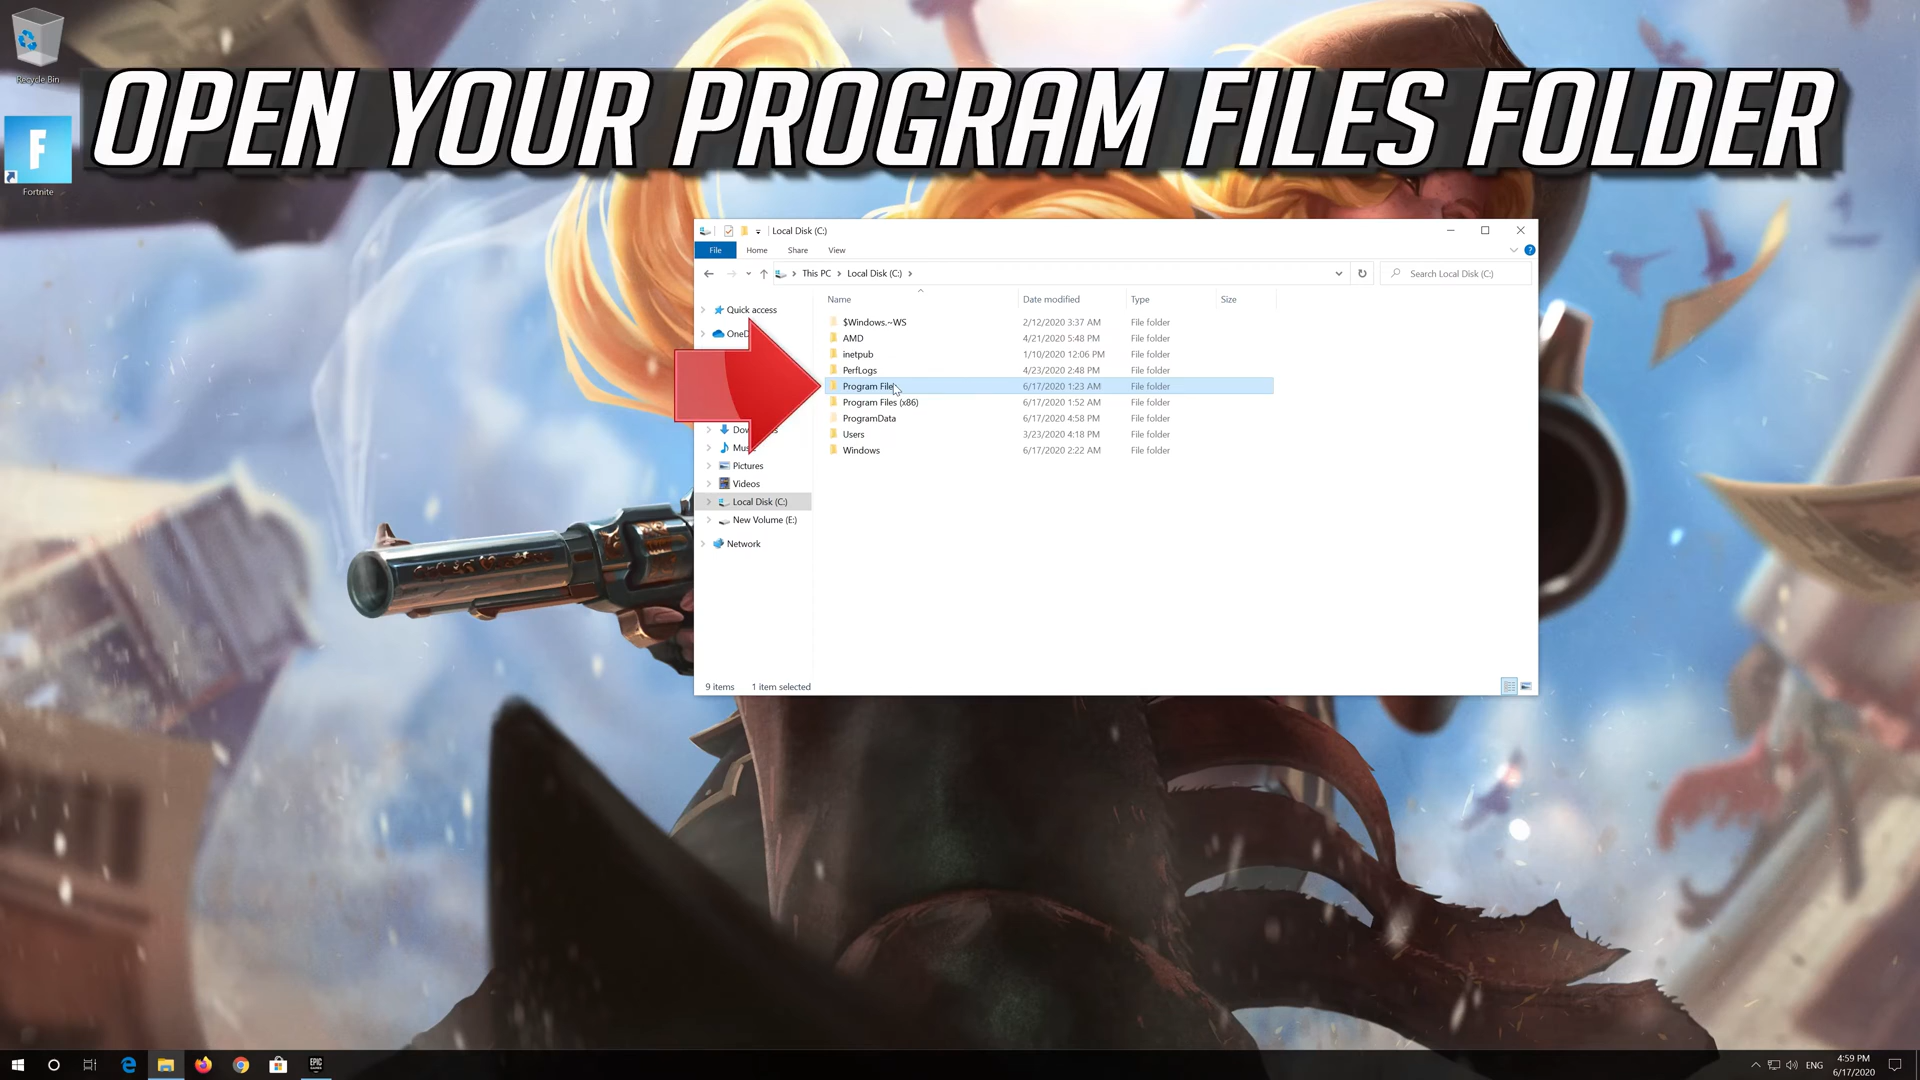 Recycle Bin
OPEN YOUR PROGRAM FILES FOLDER
F
Fortnite
Local Disk (C:)
File Home Share View
This PC Local Disk (C:)
Search Local Disk (C:)
Name Date modified Type Size
Quick access
$Windows.~WS 2/12/2020 3:37 AM File folder
AMD 4/21/2020 5:48 PM File folder
inetpub 1/10/2020 12:06 PM File folder
PerfLogs 4/23/2020 2:48 PM File folder
Program File 6/17/2020 1:23 AM File folder
Program Files (x86) 6/17/2020 1:52 AM File folder
ProgramData 6/17/2020 4:58 PM File folder
Users 3/23/2020 4:18 PM File folder
Windows 6/17/2020 2:22 AM File folder
Pictures
Videos
Local Disk (C:)
New Volume (E:)
Network
9 items 1 item selected
EPIC GAMES
ENG
4:59 PM
6/17/2020